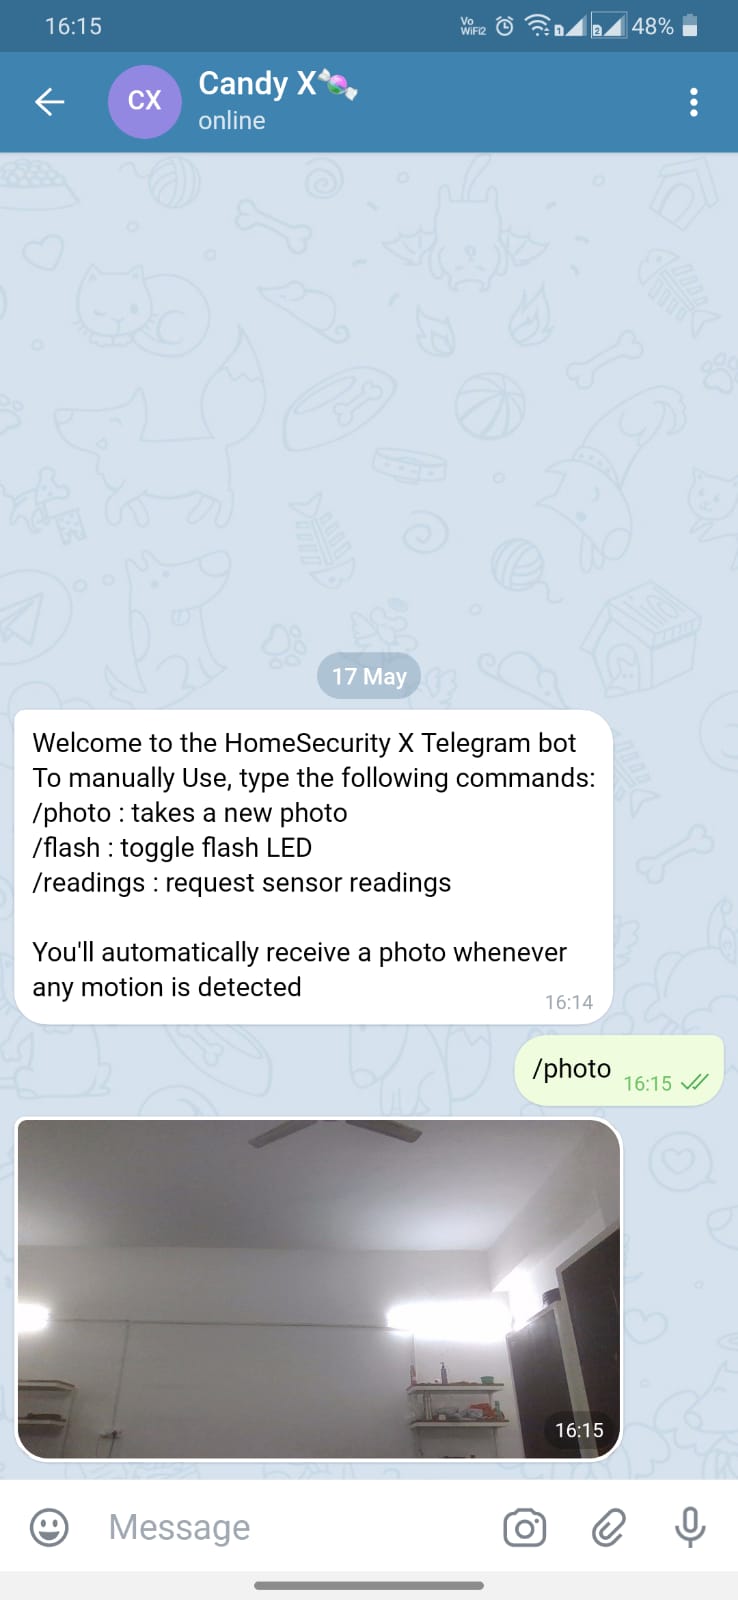 16:15
Vo WiFi2
1
2
48%
CX
Candy X🍬
online
17 May
Welcome to the HomeSecurity X Telegram bot
To manually Use, type the following commands:
/photo : takes a new photo
/flash : toggle flash LED
/readings : request sensor readings
You'll automatically receive a photo whenever
any motion is detected
16:14
/photo
16:15
16:15
Message